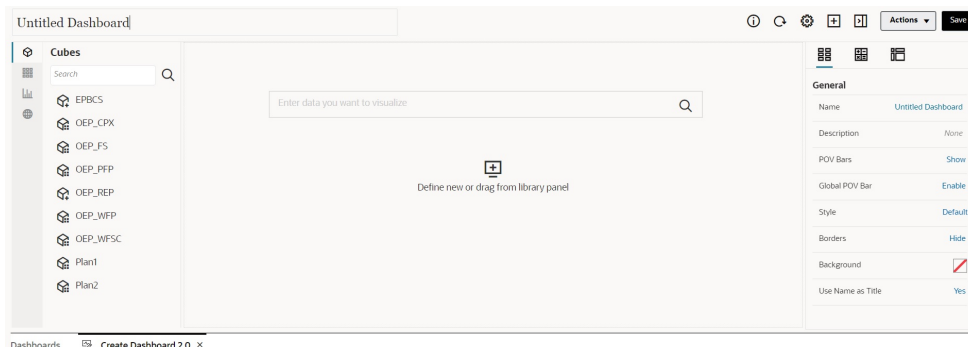 Untitled Dashboard
Actions
Save
Cubes
Search
EPBCS
OEP_CPX
OEP_FS
OEP_PFP
OEP_REP
OEP_WFP
OEP_WFSC
Plan1
Plan2
Enter data you want to visualize
Define new or drag from library panel
General
Name Untitled Dashboard
Description None
POV Bars Show
Global POV Bar Enable
Style Default
Borders Hide
Background
Use Name as Title Yes
Dashboards Create Dashboard 2.0 ×